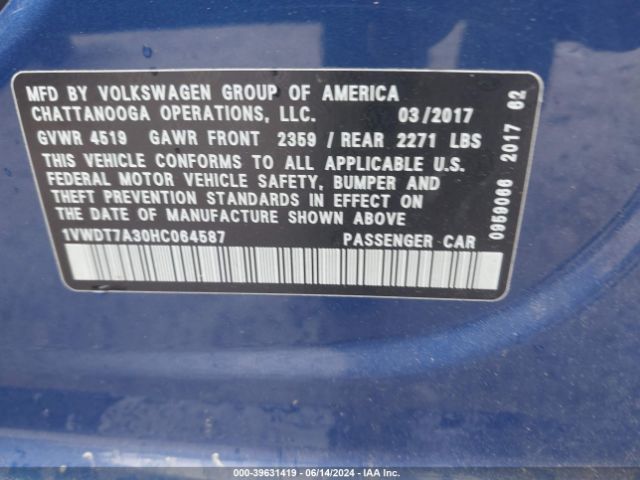 MFD BY VOLKSWAGEN GROUP OF AMERICA
CHATTANOOGA OPERATIONS, LLC. 03/2017
GVWR 4519 GAWR FRONT 2359 / REAR 2271 LBS
THIS VEHICLE CONFORMS TO ALL APPLICABLE U.S.
FEDERAL MOTOR VEHICLE SAFETY, BUMPER AND
THEFT PREVENTION STANDARDS IN EFFECT ON
THE DATE OF MANUFACTURE SHOWN ABOVE
1VWDT7A30HC064587 PASSENGER CAR
0959066 2017 62
000-39631419 - 06/14/2024 - IAA Inc.